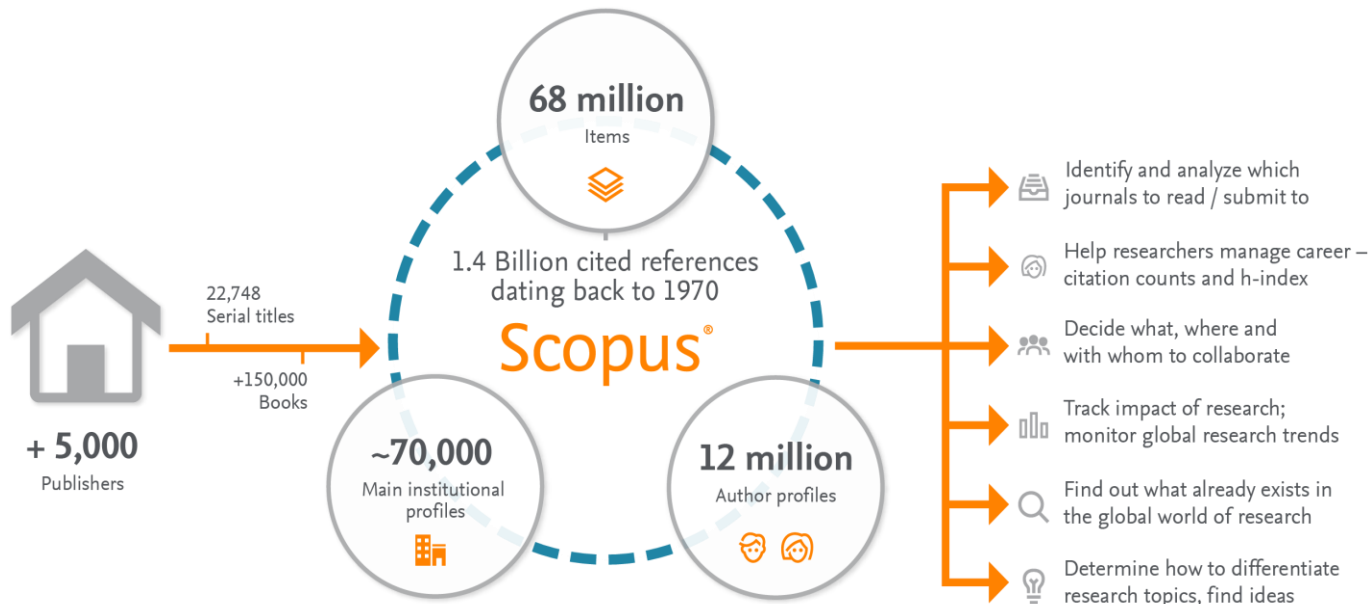 68 million
Items
1.4 Billion cited references
dating back to 1970
Scopus®
22,748
Serial titles
+150,000
Books
+ 5,000
Publishers
~70,000
Main institutional
profiles
12 million
Author profiles
Identify and analyze which
journals to read / submit to
Help researchers manage career –
citation counts and h-index
Decide what, where and
with whom to collaborate
Track impact of research;
monitor global research trends
Find out what already exists in
the global world of research
Determine how to differentiate
research topics, find ideas